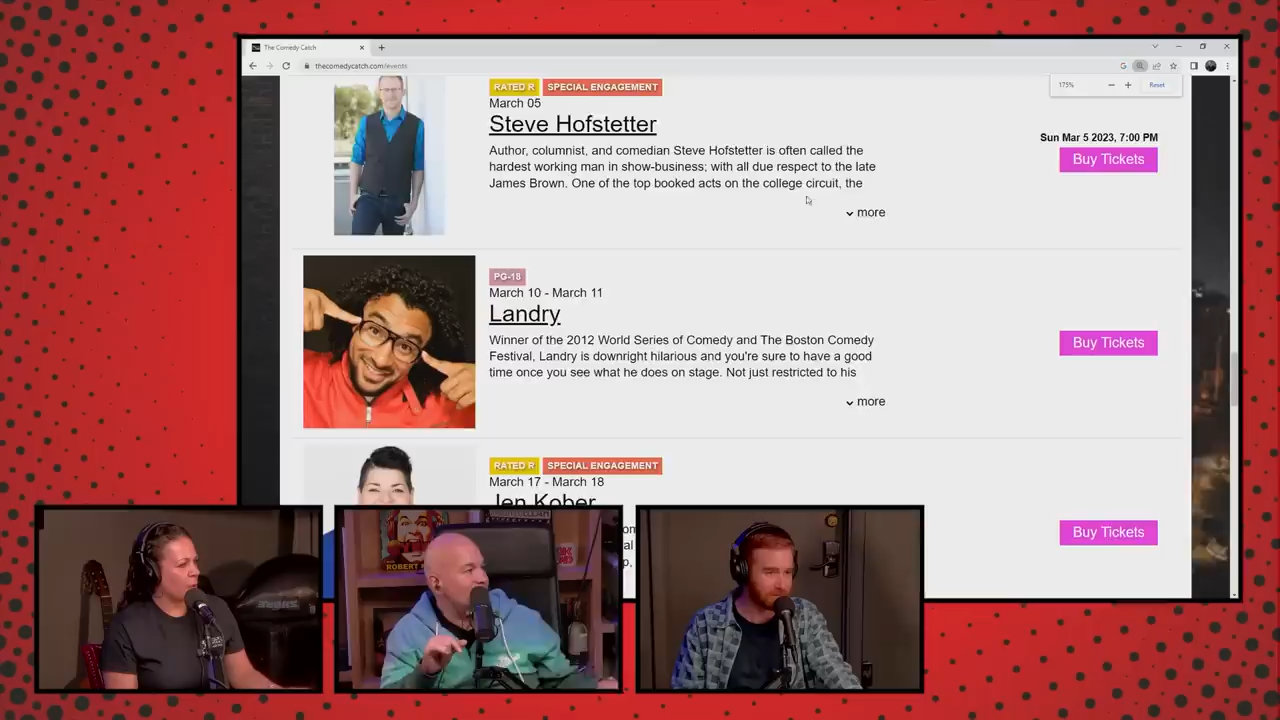 The Comedy Catch
thecomedycatch.com/events
175%
Reset
RATED R SPECIAL ENGAGEMENT
March 05
Steve Hofstetter
Author, columnist, and comedian Steve Hofstetter is often called the
hardest working man in show-business; with all due respect to the late
James Brown. One of the top booked acts on the college circuit, the
more
Sun Mar 5 2023, 7:00 PM
Buy Tickets
PG-18
March 10 - March 11
Landry
Winner of the 2012 World Series of Comedy and The Boston Comedy
Festival, Landry is downright hilarious and you're sure to have a good
time once you see what he does on stage. Not just restricted to his
more
Buy Tickets
RATED R SPECIAL ENGAGEMENT
March 17 - March 18
Jen Kober
Buy Tickets
ROBERT